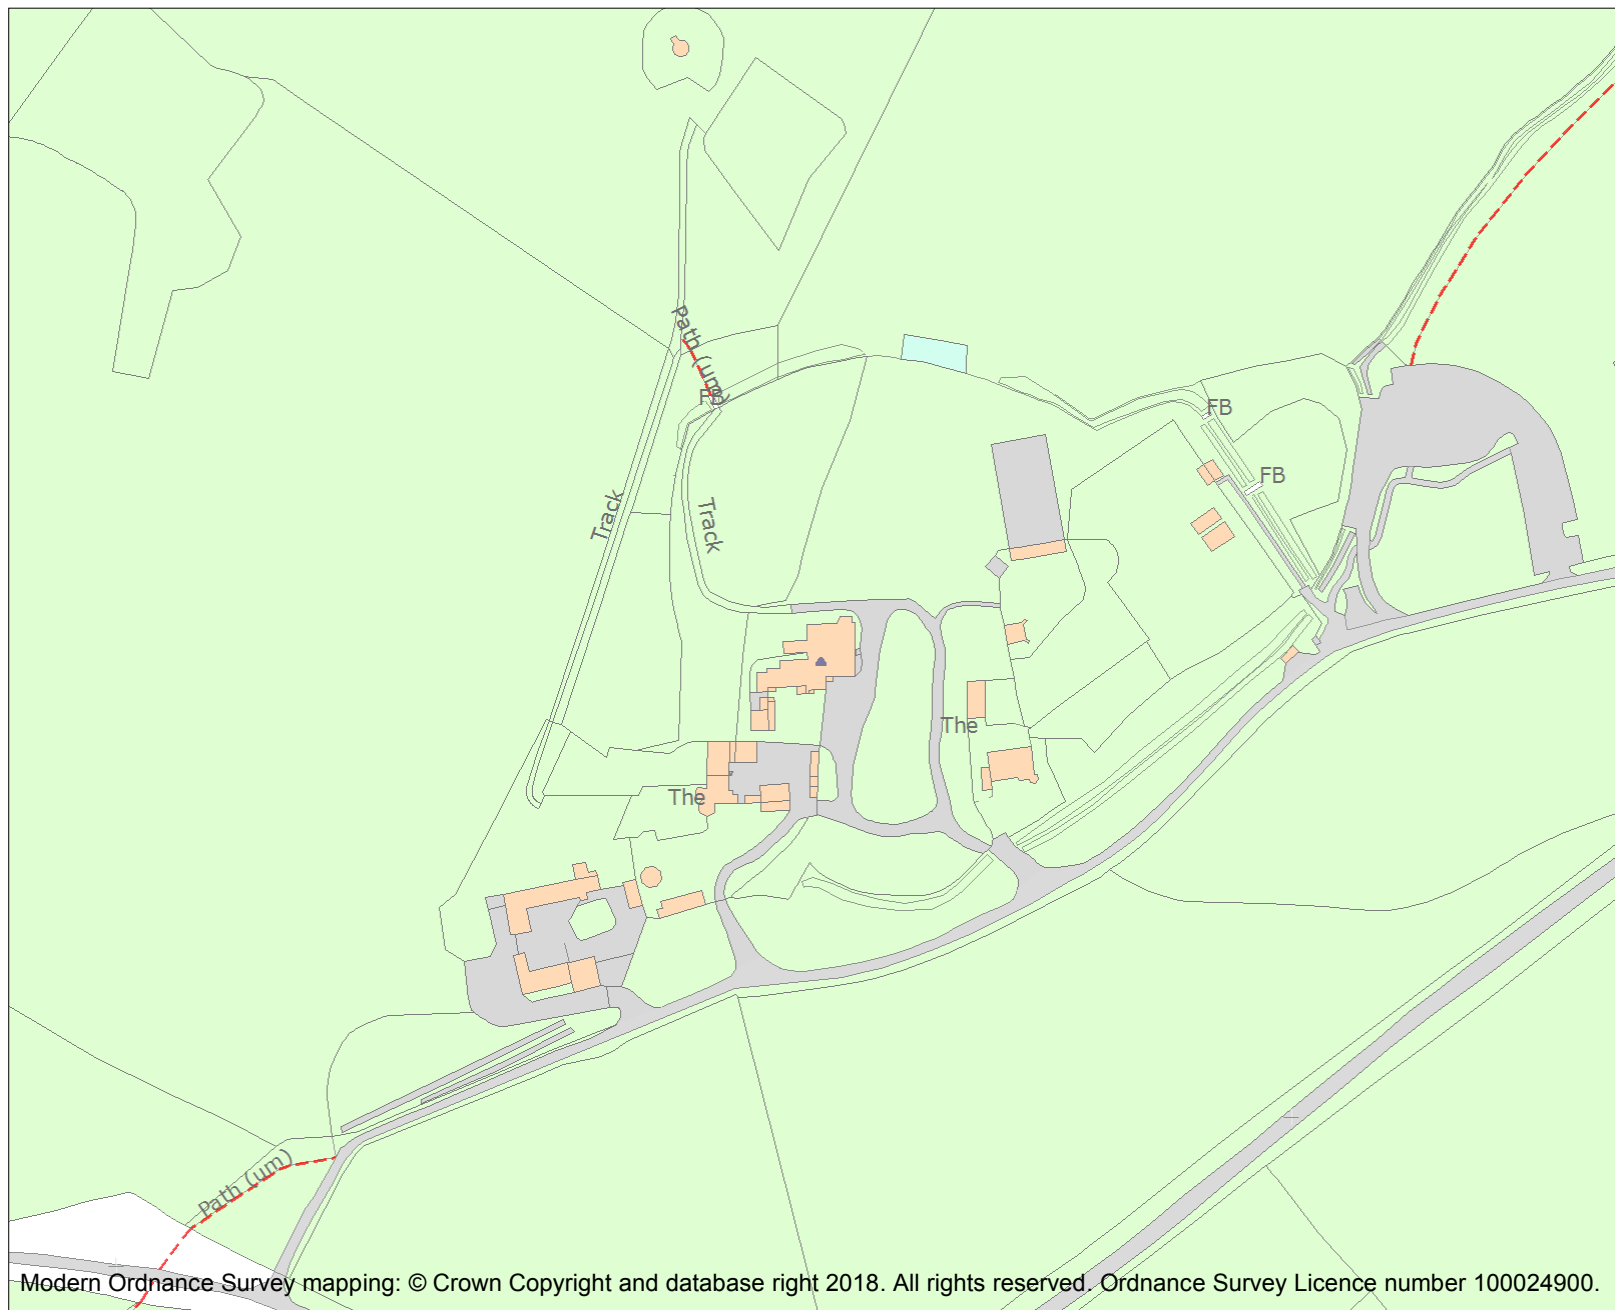 Path (um)
FB
FB
FB
Track
Track
The
The
Path (um)
Modern Ordnance Survey mapping: © Crown Copyright and database right 2018. All rights reserved. Ordnance Survey Licence number 100024900.